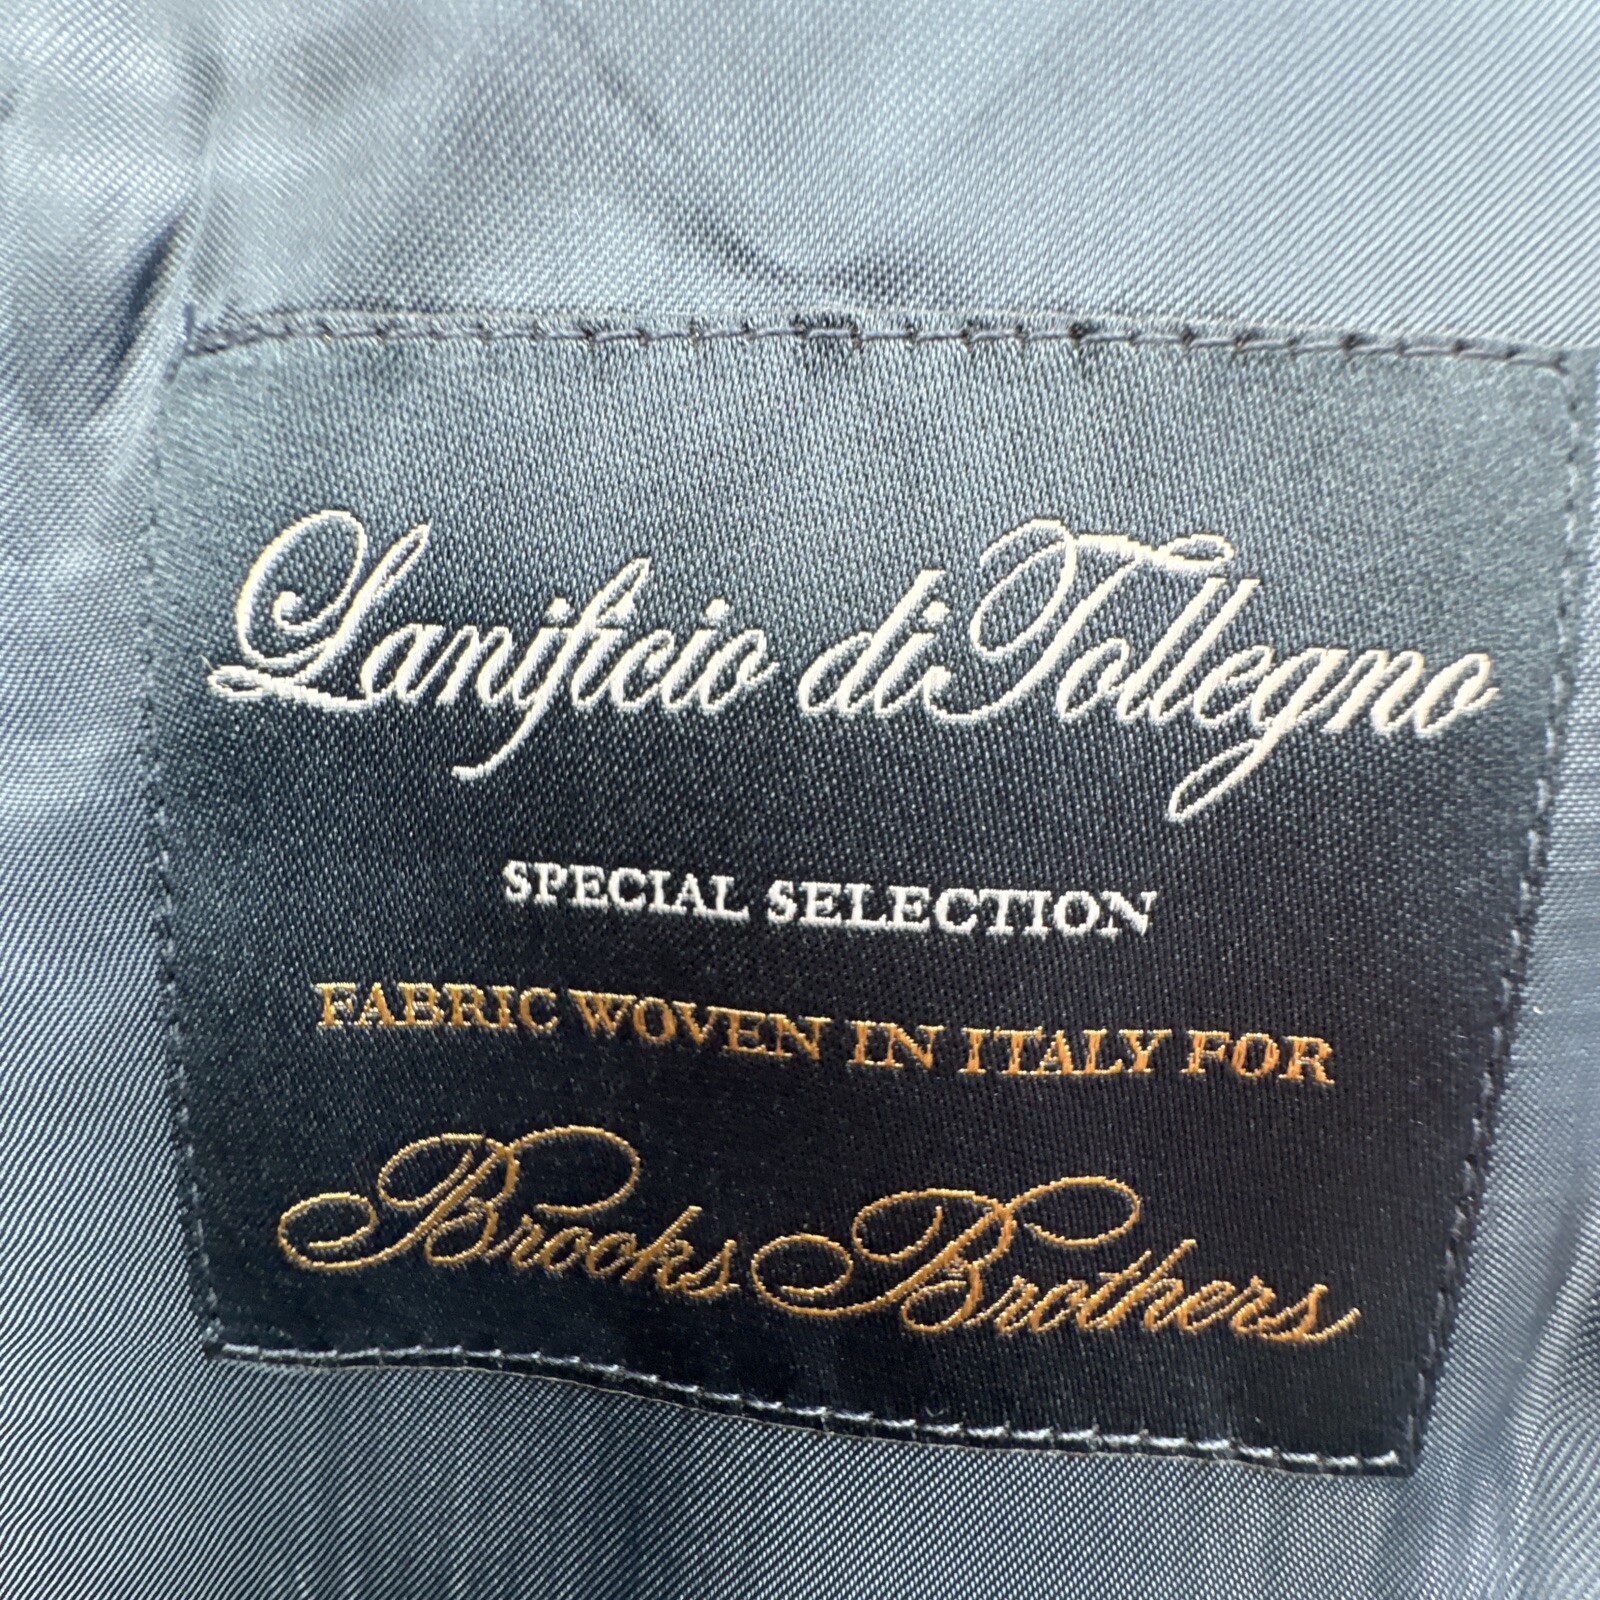 Lanificio di Tollegno
SPECIAL SELECTION
FABRIC WOVEN IN ITALY FOR
Brooks Brothers